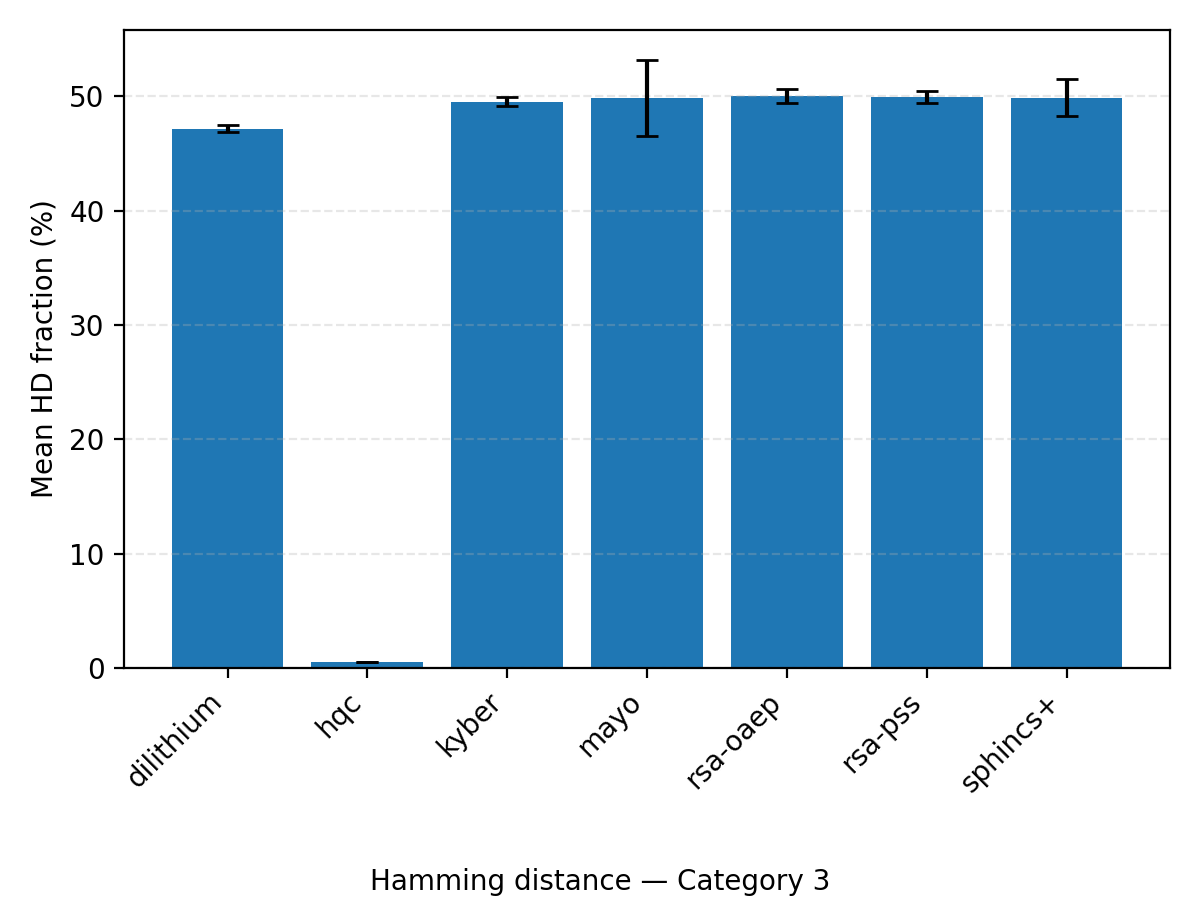 Mean HD fraction (%)
50
40
30
20
10
0
dilithium
hqc
kyber
mayo
rsa-oaep
rsa-pss
sphincs+
Hamming distance — Category 3